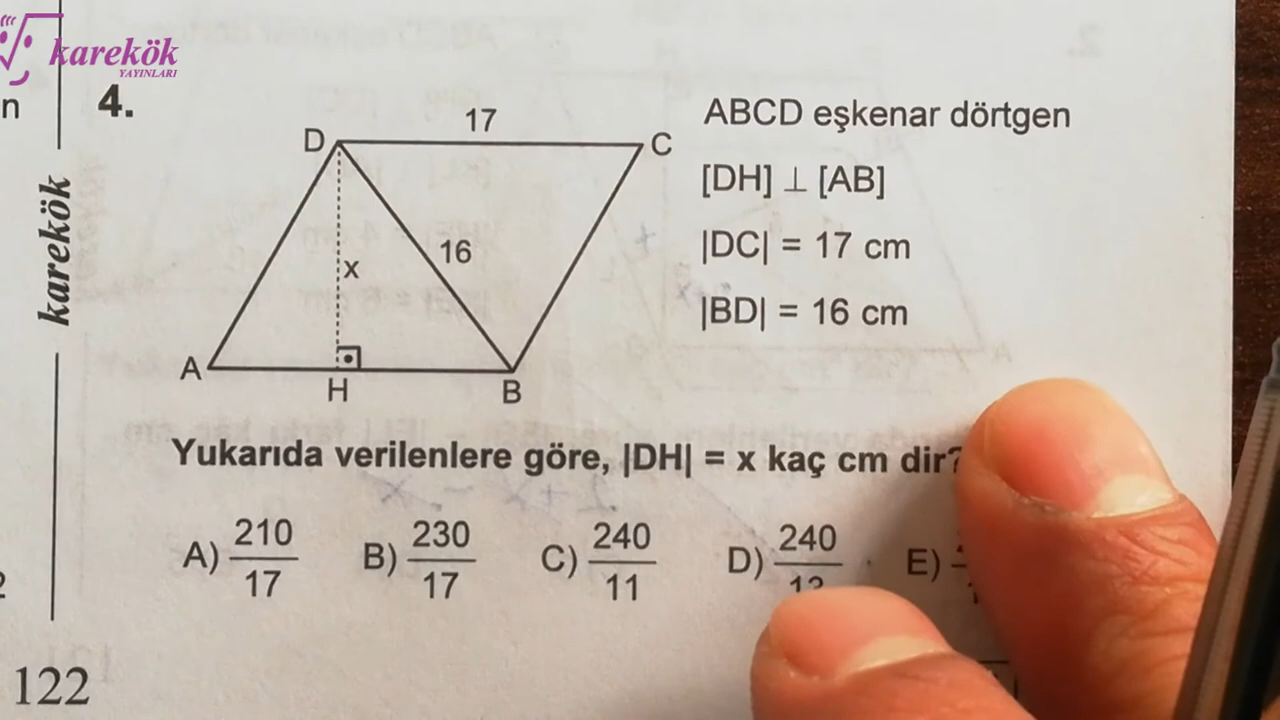 karekök
YAYINLARI
n
karekök
4.
17
D
C
16
x
A
H
B
ABCD eşkenar dörtgen
[DH] ⊥ [AB]
|DC| = 17 cm
|BD| = 16 cm
Yukarıda verilenlere göre, |DH| = x kaç cm dir?
A) 210/17 B) 230/17 C) 240/11 D) 240/13 E)
122